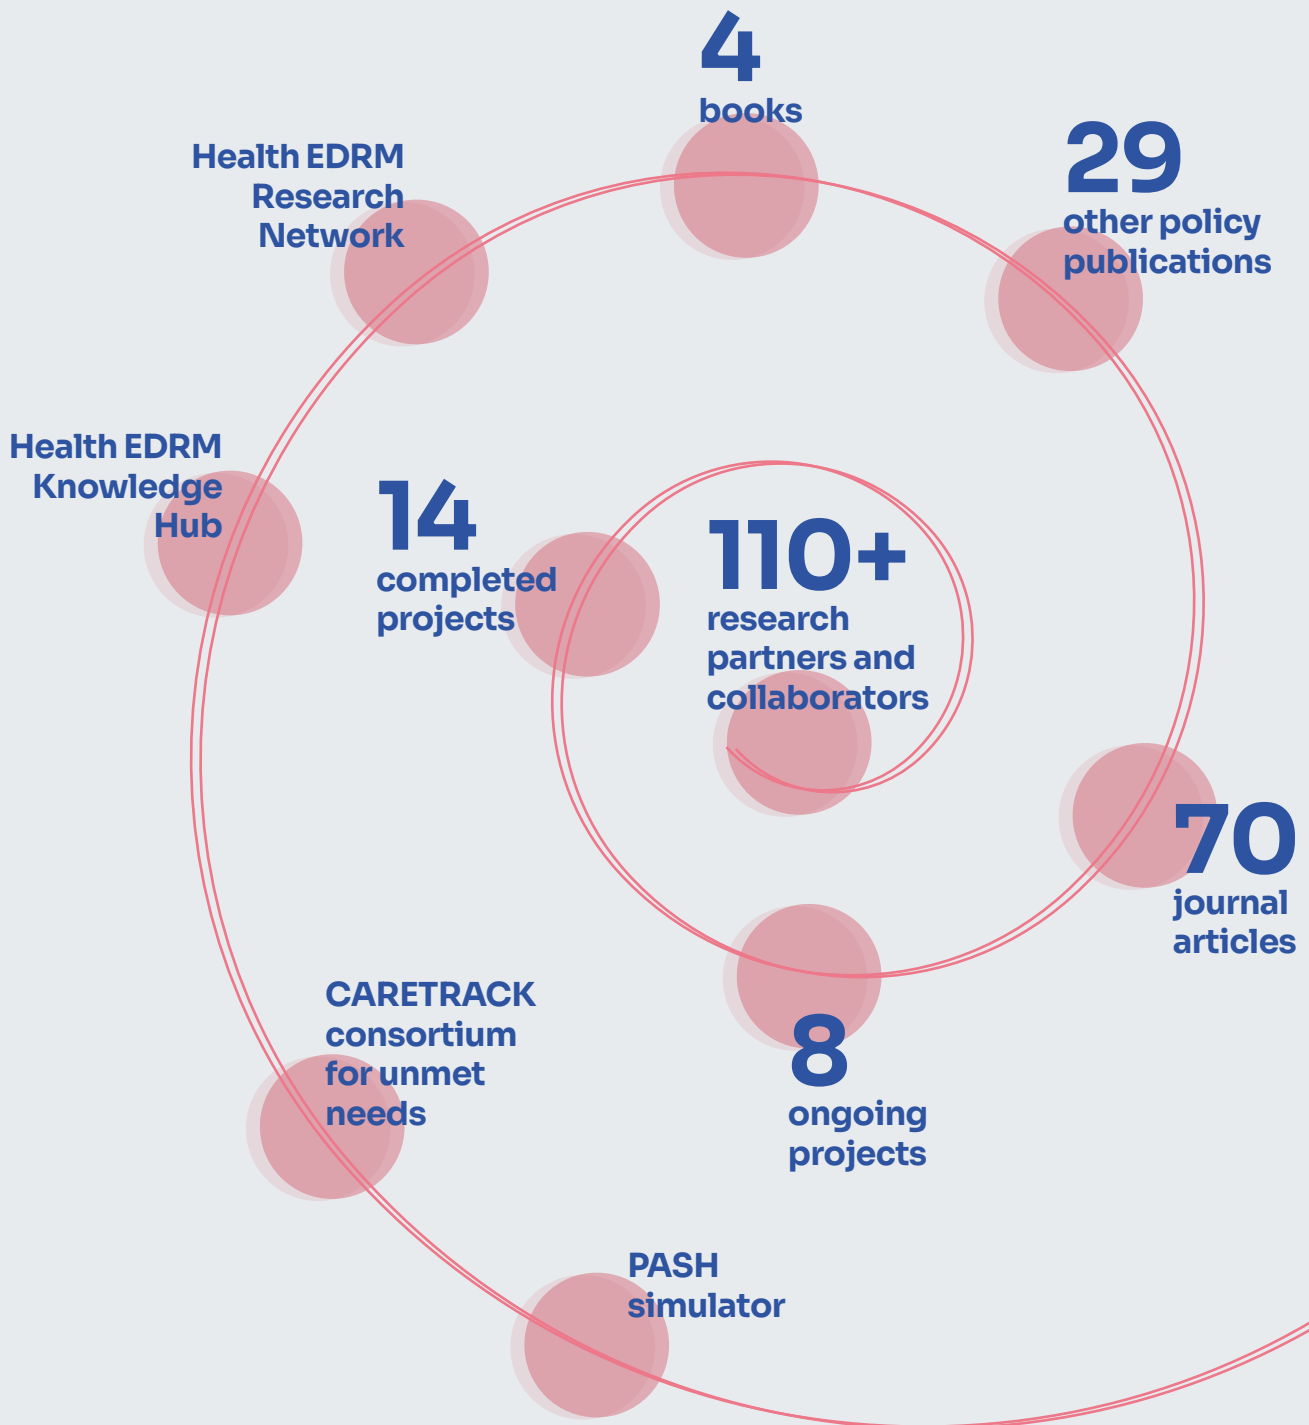 4
books
29
other policy
publications
Health EDRM
Research
Network
Health EDRM
Knowledge
Hub
14
completed
projects
110+
research
partners and
collaborators
70
journal
articles
CARETRACK
consortium
for unmet
needs
8
ongoing
projects
PASH
simulator